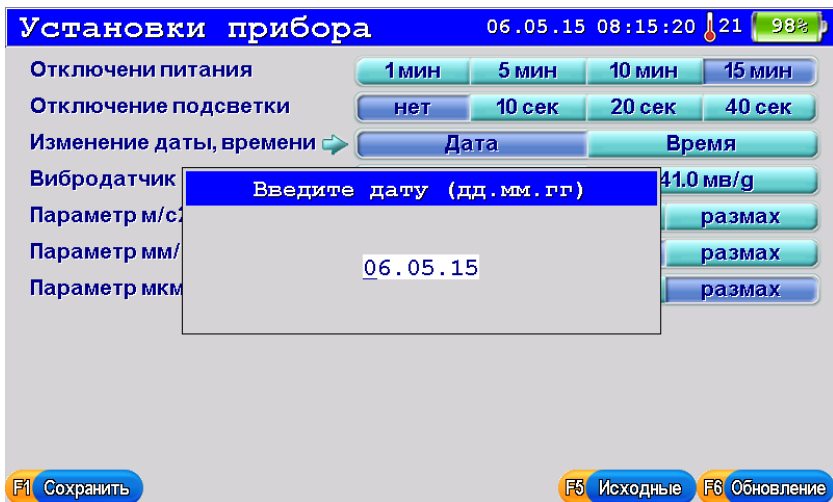 Установки прибора 06.05.15 08:15:20 21 98%
Отключени питания 1 мин 5 мин 10 мин 15 мин
Отключение подсветки нет 10 сек 20 сек 40 сек
Изменение даты, времени Дата Время
Вибродатчик 41.0 мв/g
Введите дату (дд.мм.гг)
Параметр м/с2 размах
Параметр мм/ размах
06.05.15
Параметр мкм размах
F1 Сохранить F5 Исходные F6 Обновление